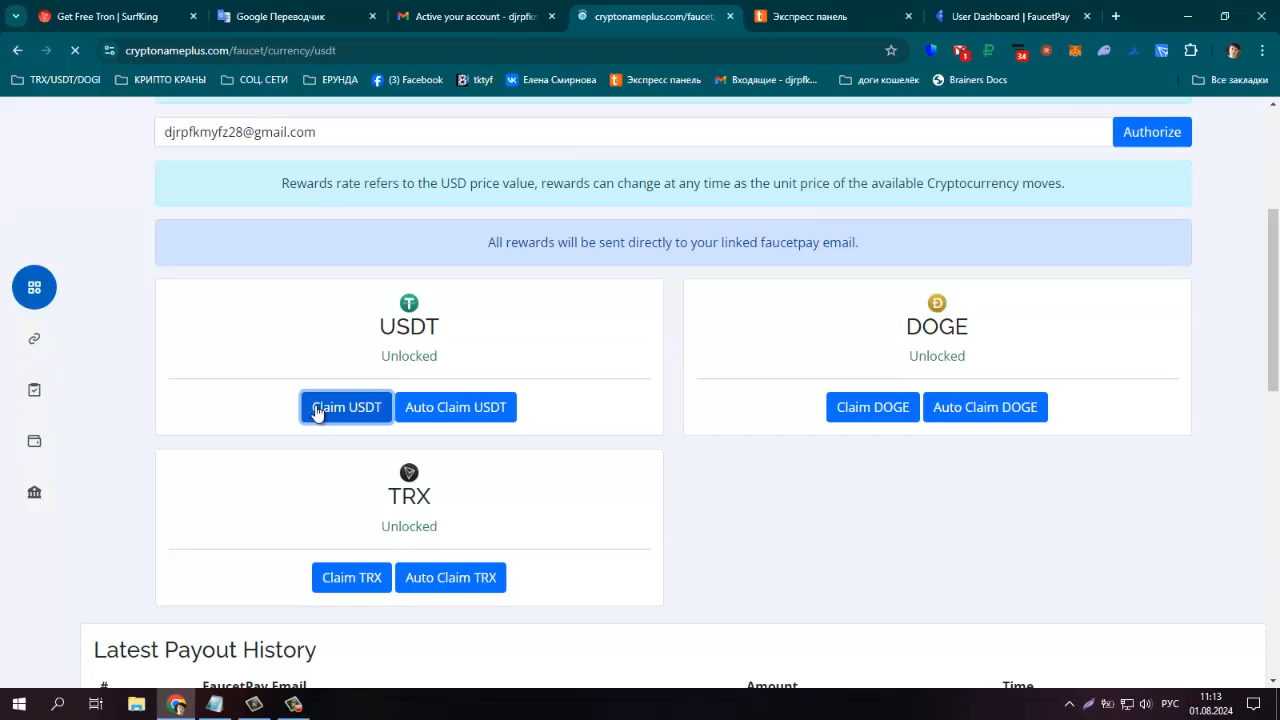 Get Free Tron | SurfKing
Google Переводчик
Active your account - djrpfkm
cryptonameplus.com/faucet
Экспресс панель
User Dashboard | FaucetPay
cryptonameplus.com/faucet/currency/usdt
1
34
TRX/USDT/DOGI
КРИПТО КРАНЫ
СОЦ. СЕТИ
ЕРУНДА
(3) Facebook
tktyf
Елена Смирнова
Экспресс панель
Входящие - djrpfk...
доги кошелёк
Brainers Docs
Все закладки
djrpfkmyfz28@gmail.com
Authorize
Rewards rate refers to the USD price value, rewards can change at any time as the unit price of the available Cryptocurrency moves.
All rewards will be sent directly to your linked faucetpay email.
USDT
Unlocked
Claim USDT
Auto Claim USDT
DOGE
Unlocked
Claim DOGE
Auto Claim DOGE
TRX
Unlocked
Claim TRX
Auto Claim TRX
Latest Payout History
#
FaucetPay Email
Amount
Time
РУС
11:13
01.08.2024